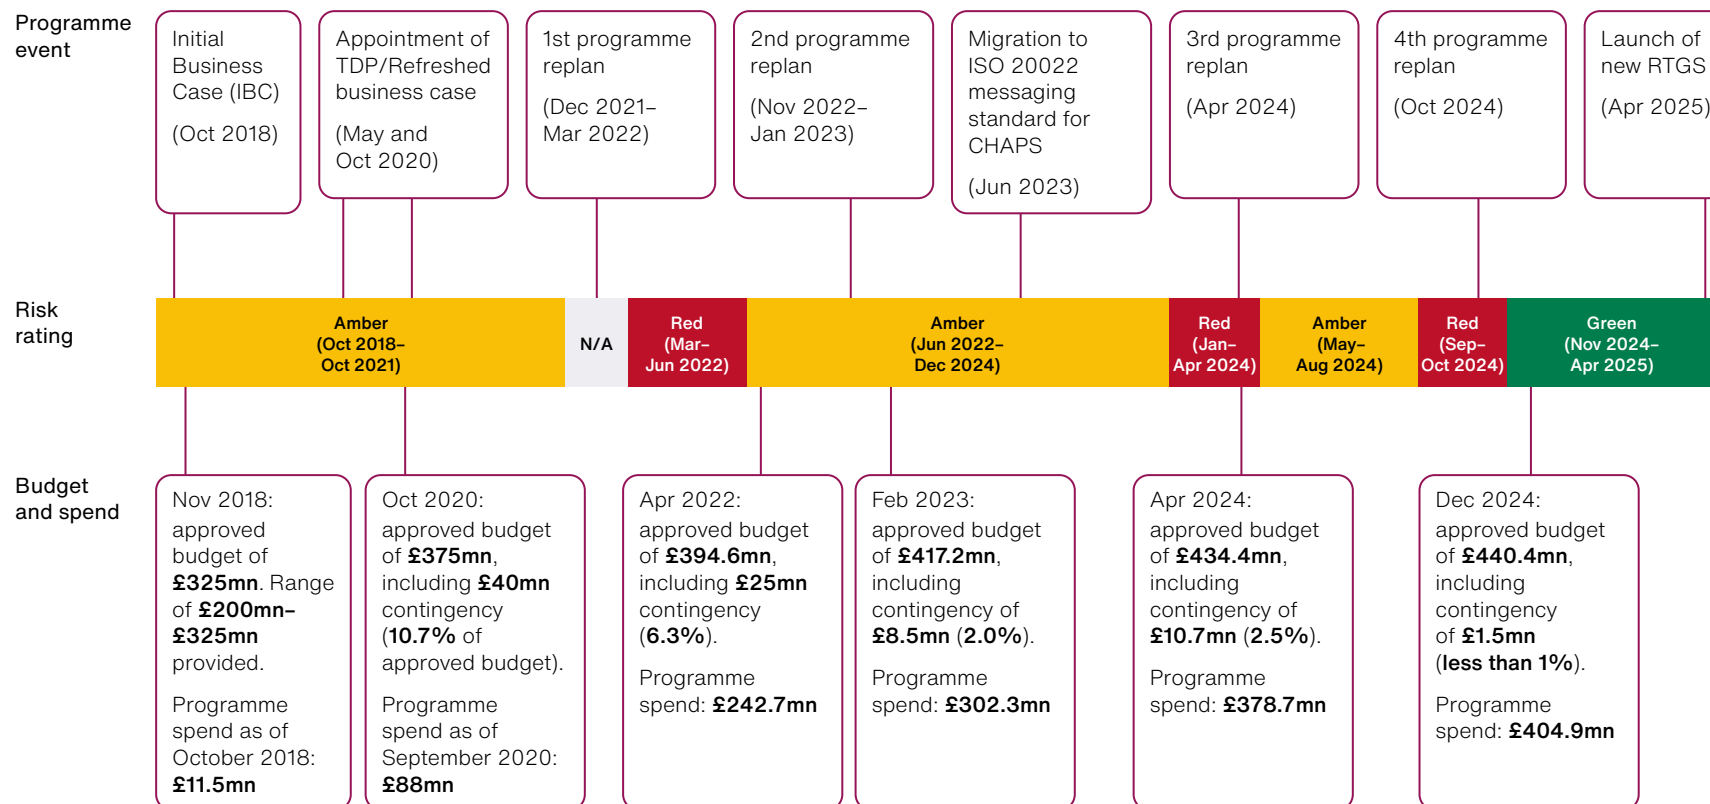 Programme
event
Initial
Business
Case (IBC)
(Oct 2018)
Appointment of
TDP/Refreshed
business case
(May and
Oct 2020)
1st programme
replan
(Dec 2021–
Mar 2022)
2nd programme
replan
(Nov 2022–
Jan 2023)
Migration to
ISO 20022
messaging
standard for
CHAPS
(Jun 2023)
3rd programme
replan
(Apr 2024)
4th programme
replan
(Oct 2024)
Launch of
new RTGS
(Apr 2025)
Risk
rating
Amber
(Oct 2018–
Oct 2021)
N/A
Red
(Mar–
Jun 2022)
Amber
(Jun 2022–
Dec 2024)
Red
(Jan–
Apr 2024)
Amber
(May–
Aug 2024)
Red
(Sep–
Oct 2024)
Green
(Nov 2024–
Apr 2025)
Budget
and spend
Nov 2018:
approved
budget of
£325mn. Range
of £200mn–
£325mn
provided.
Programme
spend as of
October 2018:
£11.5mn
Oct 2020:
approved budget
of £375mn,
including £40mn
contingency
(10.7% of
approved budget).
Programme
spend as of
September 2020:
£88mn
Apr 2022:
approved budget
of £394.6mn,
including £25mn
contingency
(6.3%).
Programme
spend: £242.7mn
Feb 2023:
approved budget
of £417.2mn,
including
contingency of
£8.5mn (2.0%).
Programme
spend: £302.3mn
Apr 2024:
approved budget
of £434.4mn,
including
contingency of
£10.7mn (2.5%).
Programme
spend: £378.7mn
Dec 2024:
approved budget
of £440.4mn,
including
contingency
of £1.5mn
(less than 1%).
Programme
spend: £404.9mn